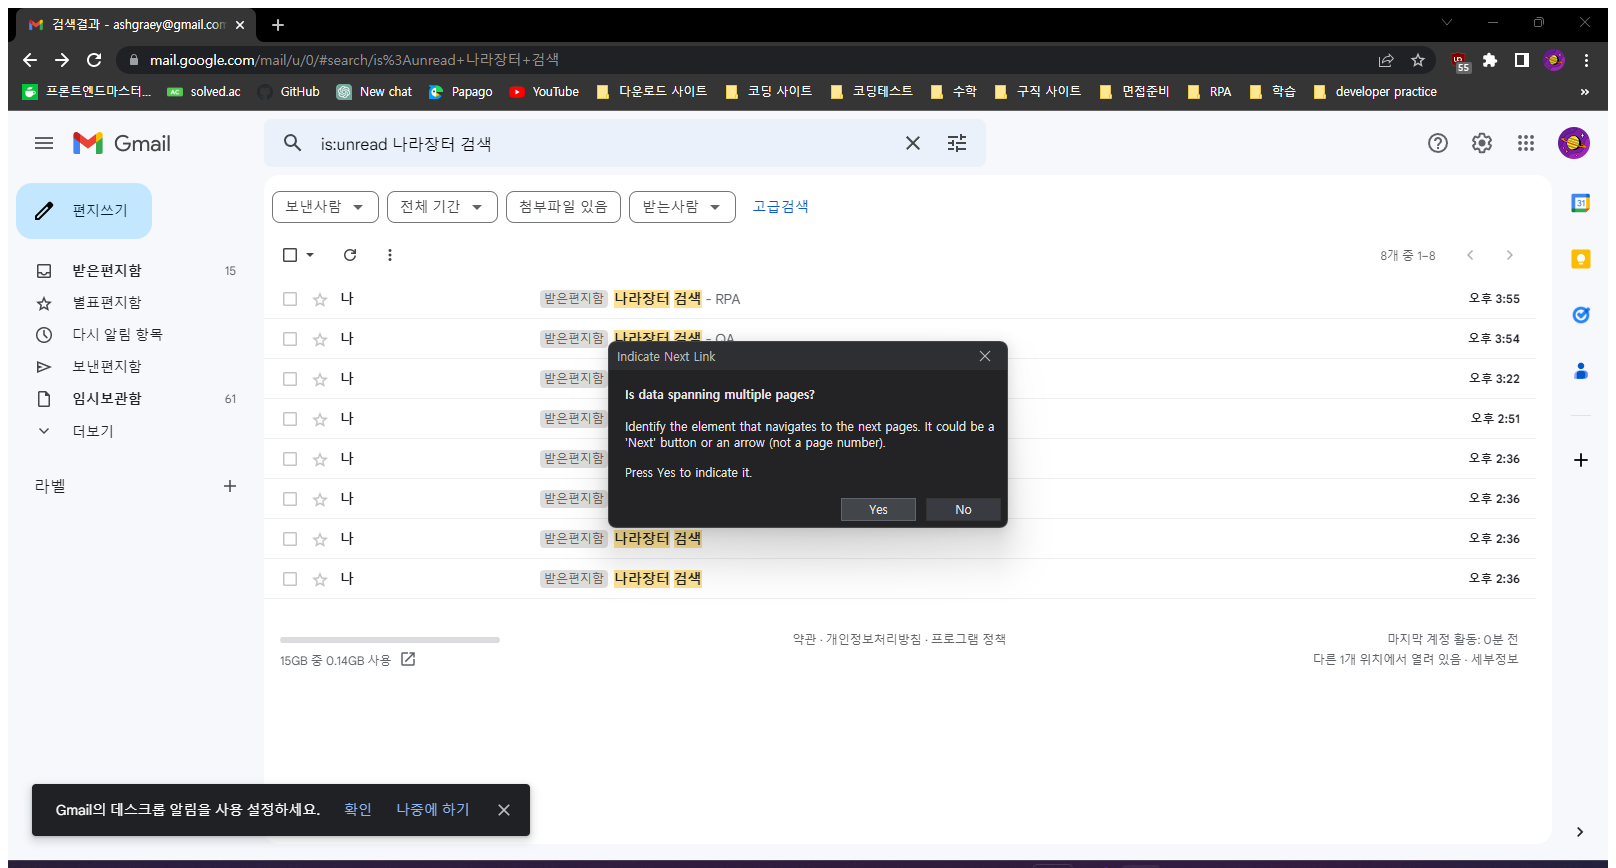 검색결과 - ashgraey@gmail.con
mail.google.com/mail/u/0/#search/is%3Aunread+나라장터+검색
55
프론트엔드마스터... solved.ac GitHub New chat Papago YouTube 다운로드 사이트 코딩 사이트 코딩테스트 수학 구직 사이트 면접준비 RPA 학습 developer practice »
Gmail
is:unread 나라장터 검색
편지쓰기
보낸사람 전체 기간 첨부파일 있음 받는사람 고급검색
31
8개 중 1–8
받은편지함 15
별표편지함
다시 알림 항목
보낸편지함
임시보관함 61
더보기
라벨
나 받은편지함 나라장터 검색 - RPA 오후 3:55
나 받은편지함 나라장터 검색 - QA 오후 3:54
나 받은편지함 오후 3:22
나 받은편지함 오후 2:51
나 받은편지함 오후 2:36
나 받은편지함 오후 2:36
나 받은편지함 나라장터 검색 오후 2:36
나 받은편지함 나라장터 검색 오후 2:36
Indicate Next Link
Is data spanning multiple pages?
Identify the element that navigates to the next pages. It could be a
'Next' button or an arrow (not a page number).
Press Yes to indicate it.
Yes No
15GB 중 0.14GB 사용
약관 · 개인정보처리방침 · 프로그램 정책
마지막 계정 활동: 0분 전
다른 1개 위치에서 열려 있음 · 세부정보
Gmail의 데스크톱 알림을 사용 설정하세요. 확인 나중에 하기